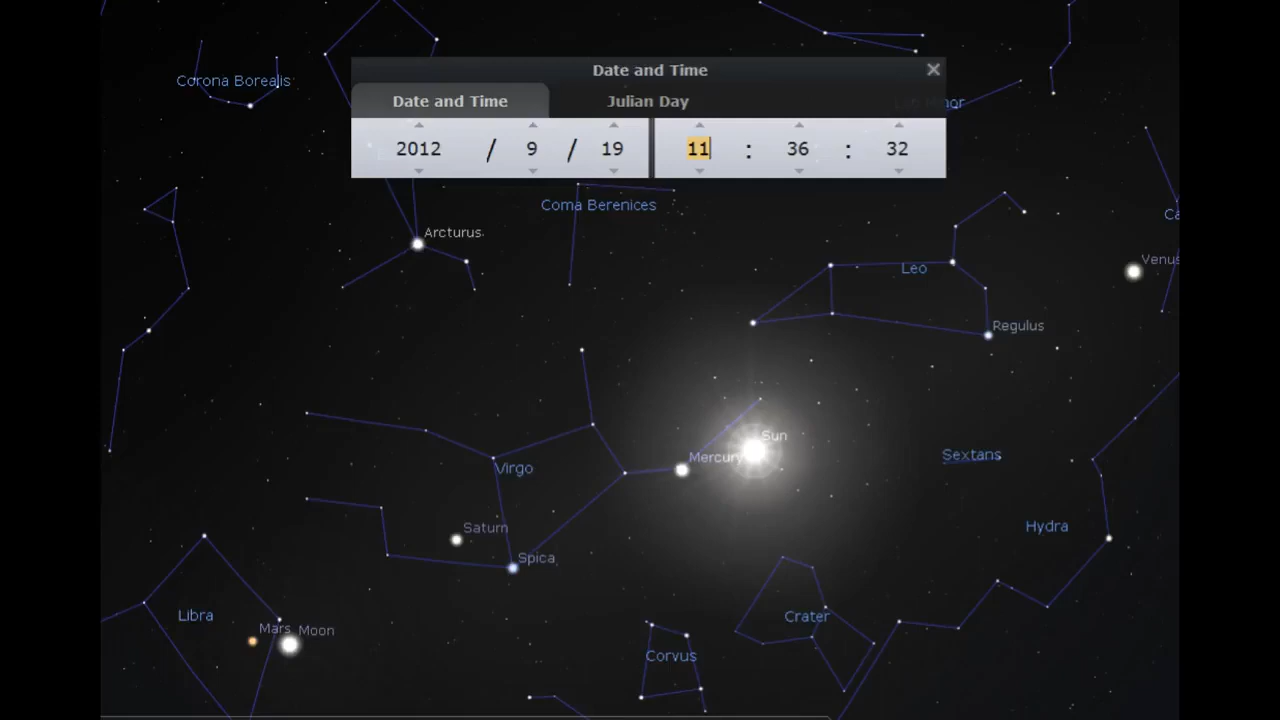 Corona Borealis
Date and Time
Date and Time
Julian Day
2012 / 9 / 19 11 : 36 : 32
Coma Berenices
Arcturus
Leo
Venus
Regulus
Sun
Mercury
Virgo
Sextans
Saturn
Hydra
Spica
Libra
Mars
Moon
Crater
Corvus